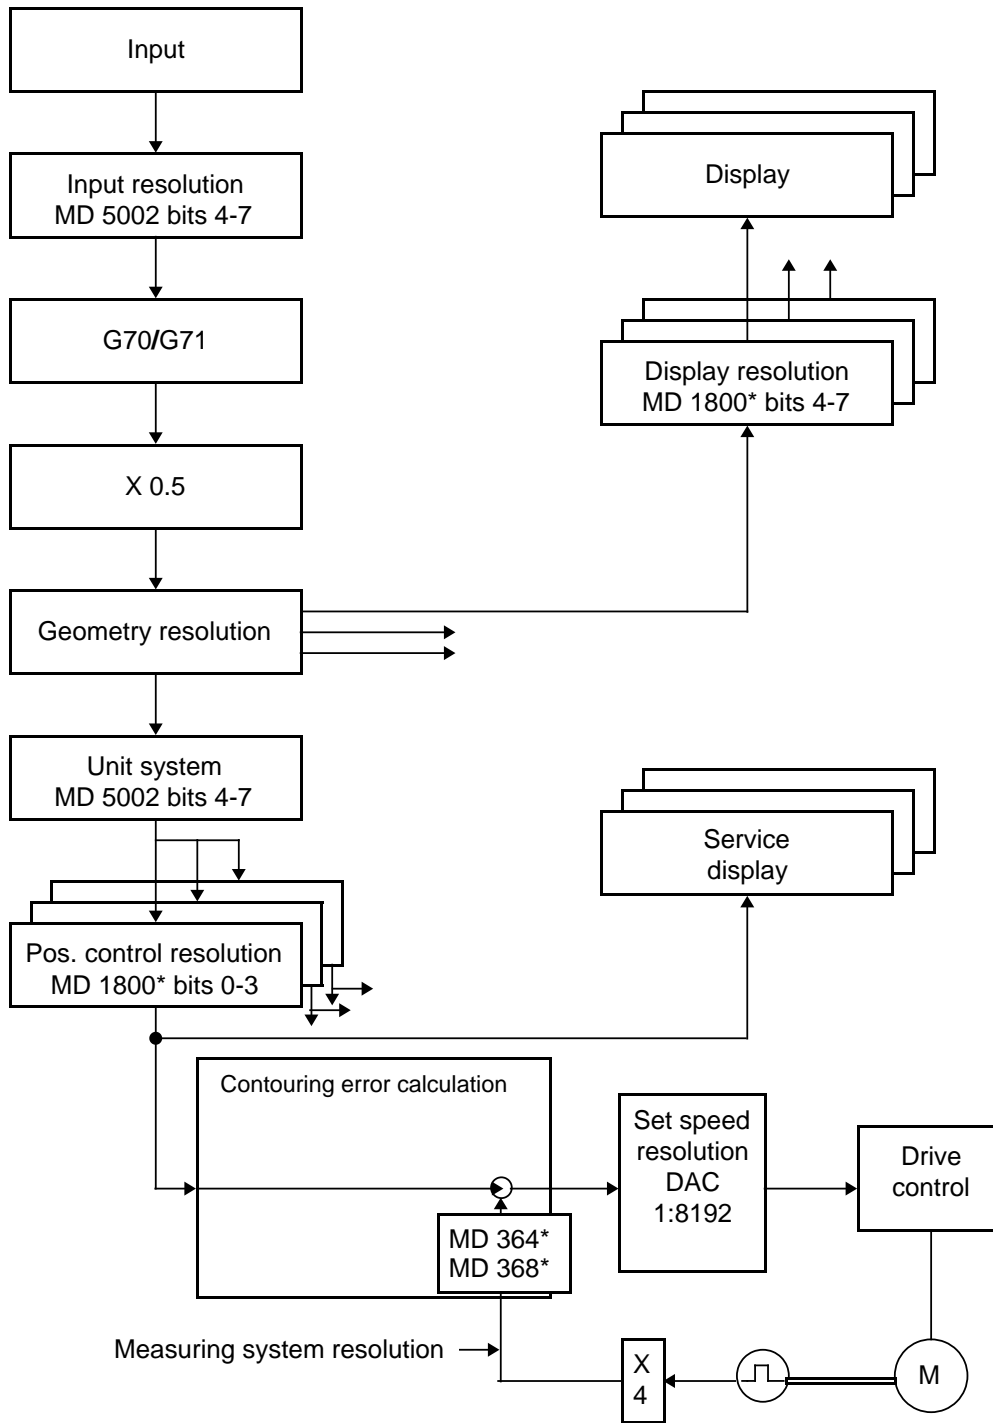 Input
Input resolution
MD 5002 bits 4-7
G70/G71
X 0.5
Geometry resolution
Unit system
MD 5002 bits 4-7
Pos. control resolution
MD 1800* bits 0-3
Display
Display resolution
MD 1800* bits 4-7
Service
display
Contouring error calculation
MD 364*
MD 368*
Set speed
resolution
DAC
1:8192
Drive
control
Measuring system resolution
X
4
M